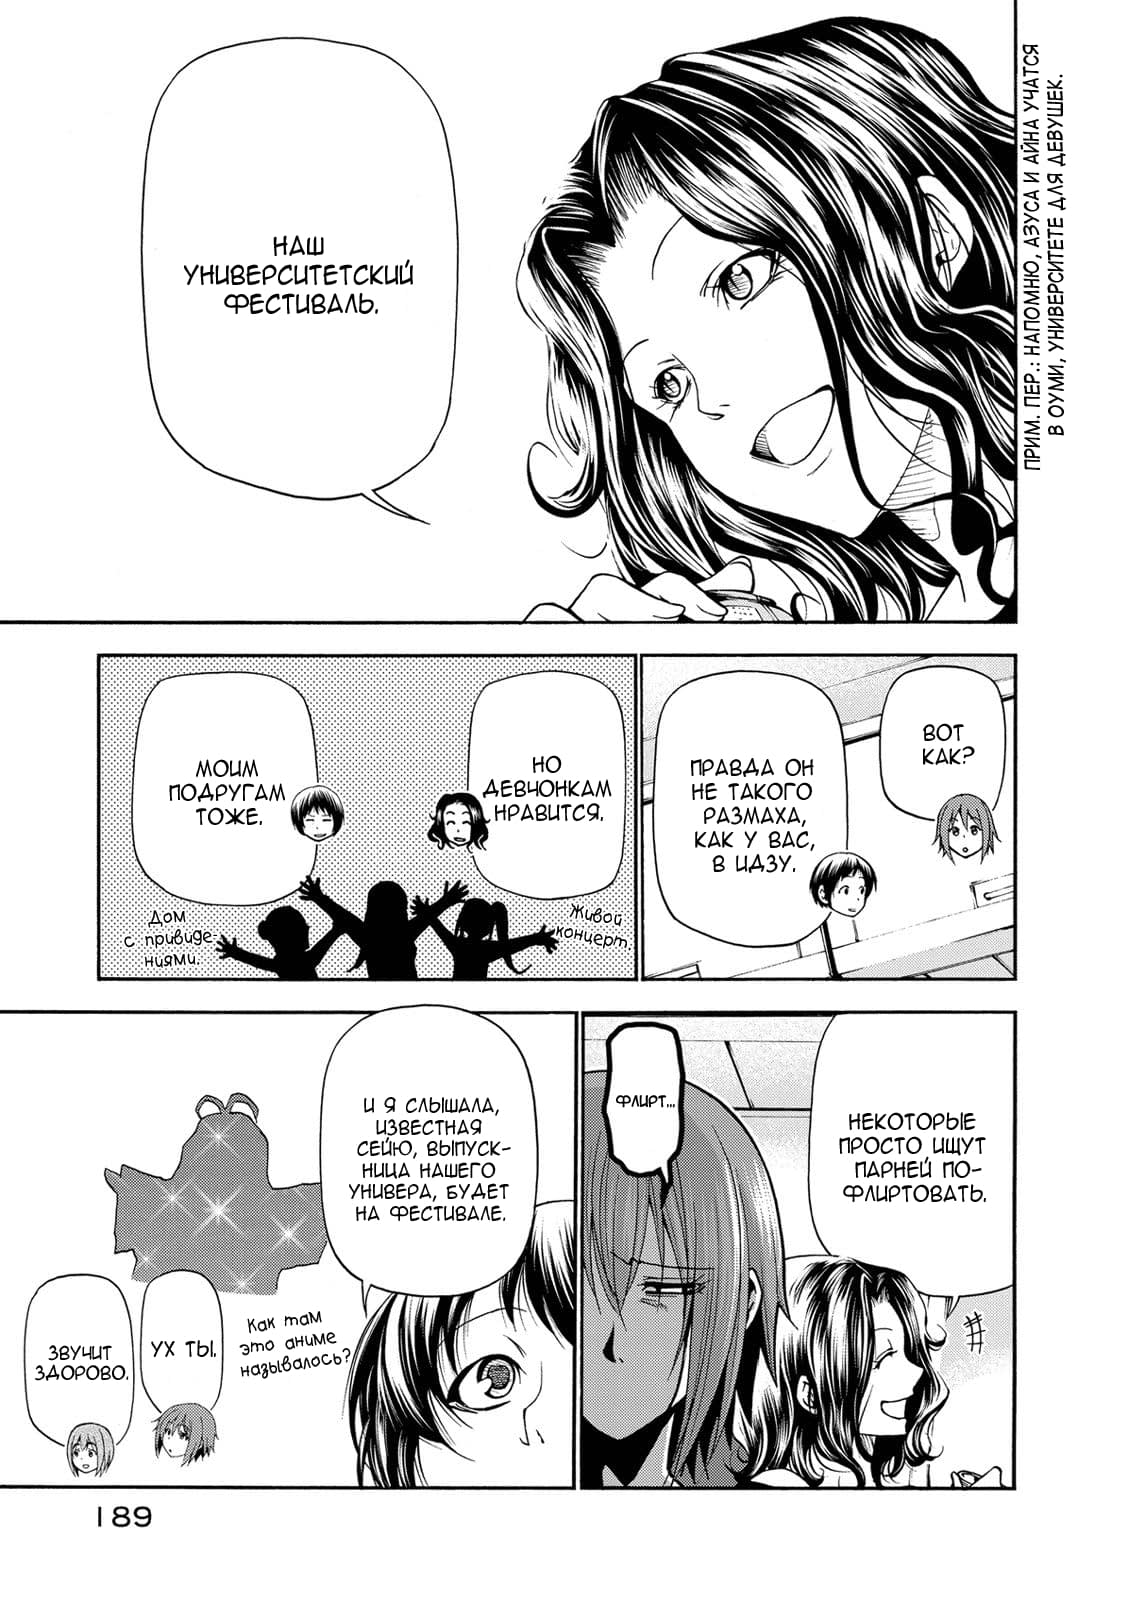 НАШ
УНИВЕРСИТЕТСКИЙ
ФЕСТИВАЛЬ.
ПРИМ. ПЕР.: НАПОМНЮ, АЗУСА И АЙНА УЧАТСЯ
В ОУМИ, УНИВЕРСИТЕТЕ ДЛЯ ДЕВУШЕК.
ВОТ
КАК?
ПРАВДА ОН
НЕ ТАКОГО
РАЗМАХА,
КАК У ВАС,
В ИДЗУ.
НО
ДЕВЧОНКАМ
НРАВИТСЯ.
МОИМ
ПОДРУГАМ
ТОЖЕ.
Живой
концерт
Дом
с привиде-
ниями.
НЕКОТОРЫЕ
ПРОСТО ИЩУТ
ПАРНЕЙ ПО-
ФЛИРТОВАТЬ.
ФЛИРТ...
И Я СЛЫШАЛА,
ИЗВЕСТНАЯ
СЕЙЮ, ВЫПУСК-
НИЦА НАШЕГО
УНИВЕРА, БУДЕТ
НА ФЕСТИВАЛЕ.
Как там
это аниме
называлось?
УХ ТЫ.
ЗВУЧИТ
ЗДОРОВО.
189